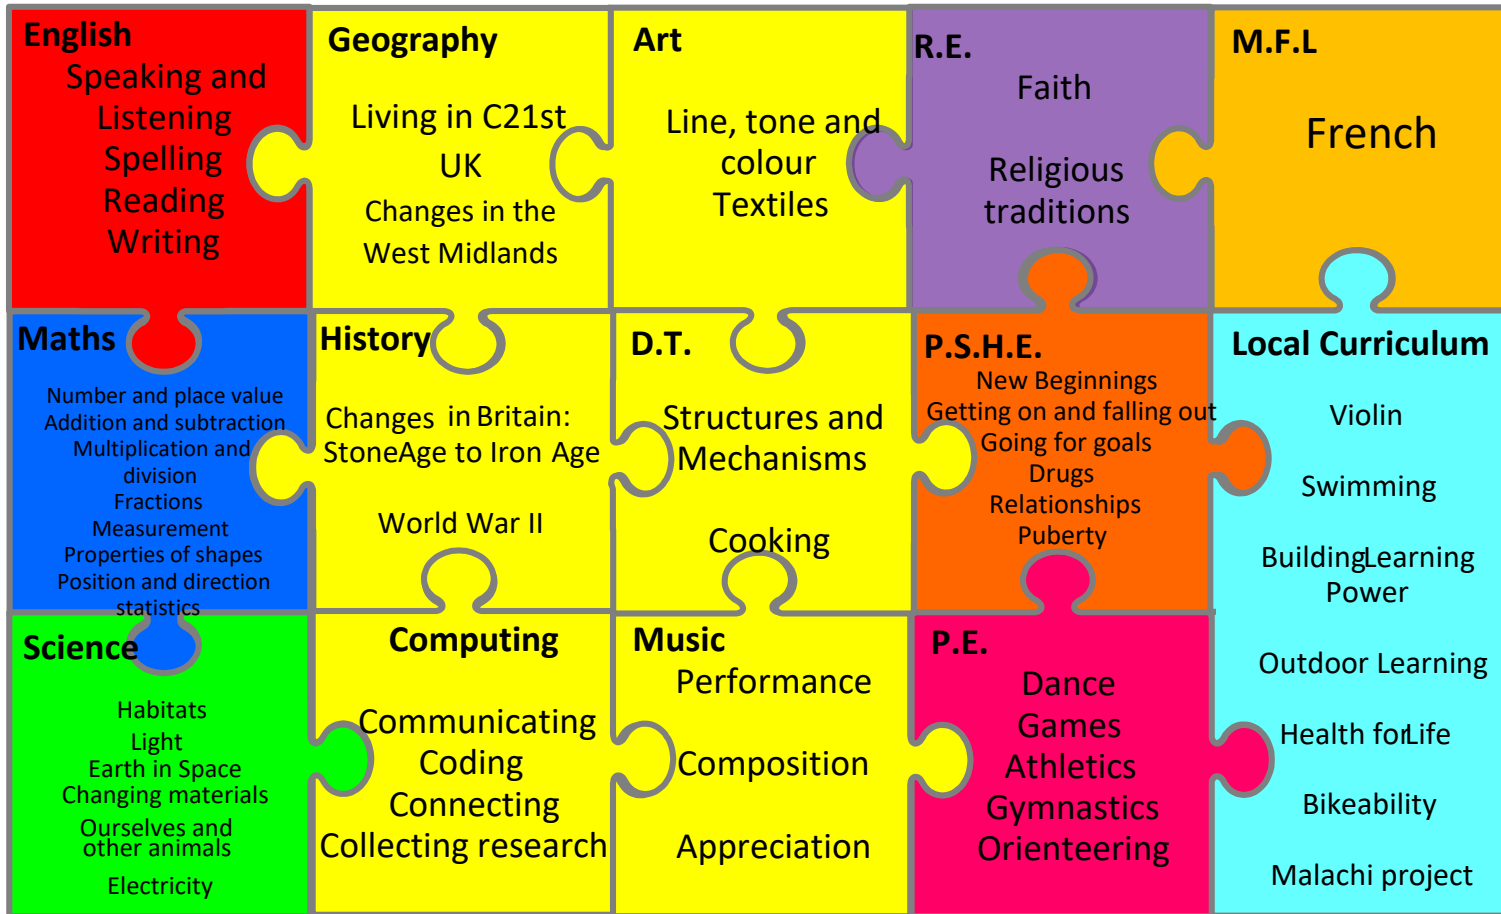 English
Speaking and
Listening
Spelling
Reading
Writing
Geography
Living in C21st
UK
Changes in the
West Midlands
Art
Line, tone and
colour
Textiles
R.E.
Faith
Religious
traditions
M.F.L
French
Maths
Number and place value
Addition and subtraction
Multiplication and
division
Fractions
Measurement
Properties of shapes
Position and direction
statistics
History
Changes in Britain:
StoneAge to Iron Age
World War II
D.T.
Structures and
Mechanisms
Cooking
P.S.H.E.
New Beginnings
Getting on and falling out
Going for goals
Drugs
Relationships
Puberty
Local Curriculum
Violin
Swimming
BuildingLearning
Power
Outdoor Learning
Health forLife
Bikeability
Malachi project
Science
Habitats
Light
Earth in Space
Changing materials
Ourselves and
other animals
Electricity
Computing
Communicating
Coding
Connecting
Collecting research
Music
Performance
Composition
Appreciation
P.E.
Dance
Games
Athletics
Gymnastics
Orienteering